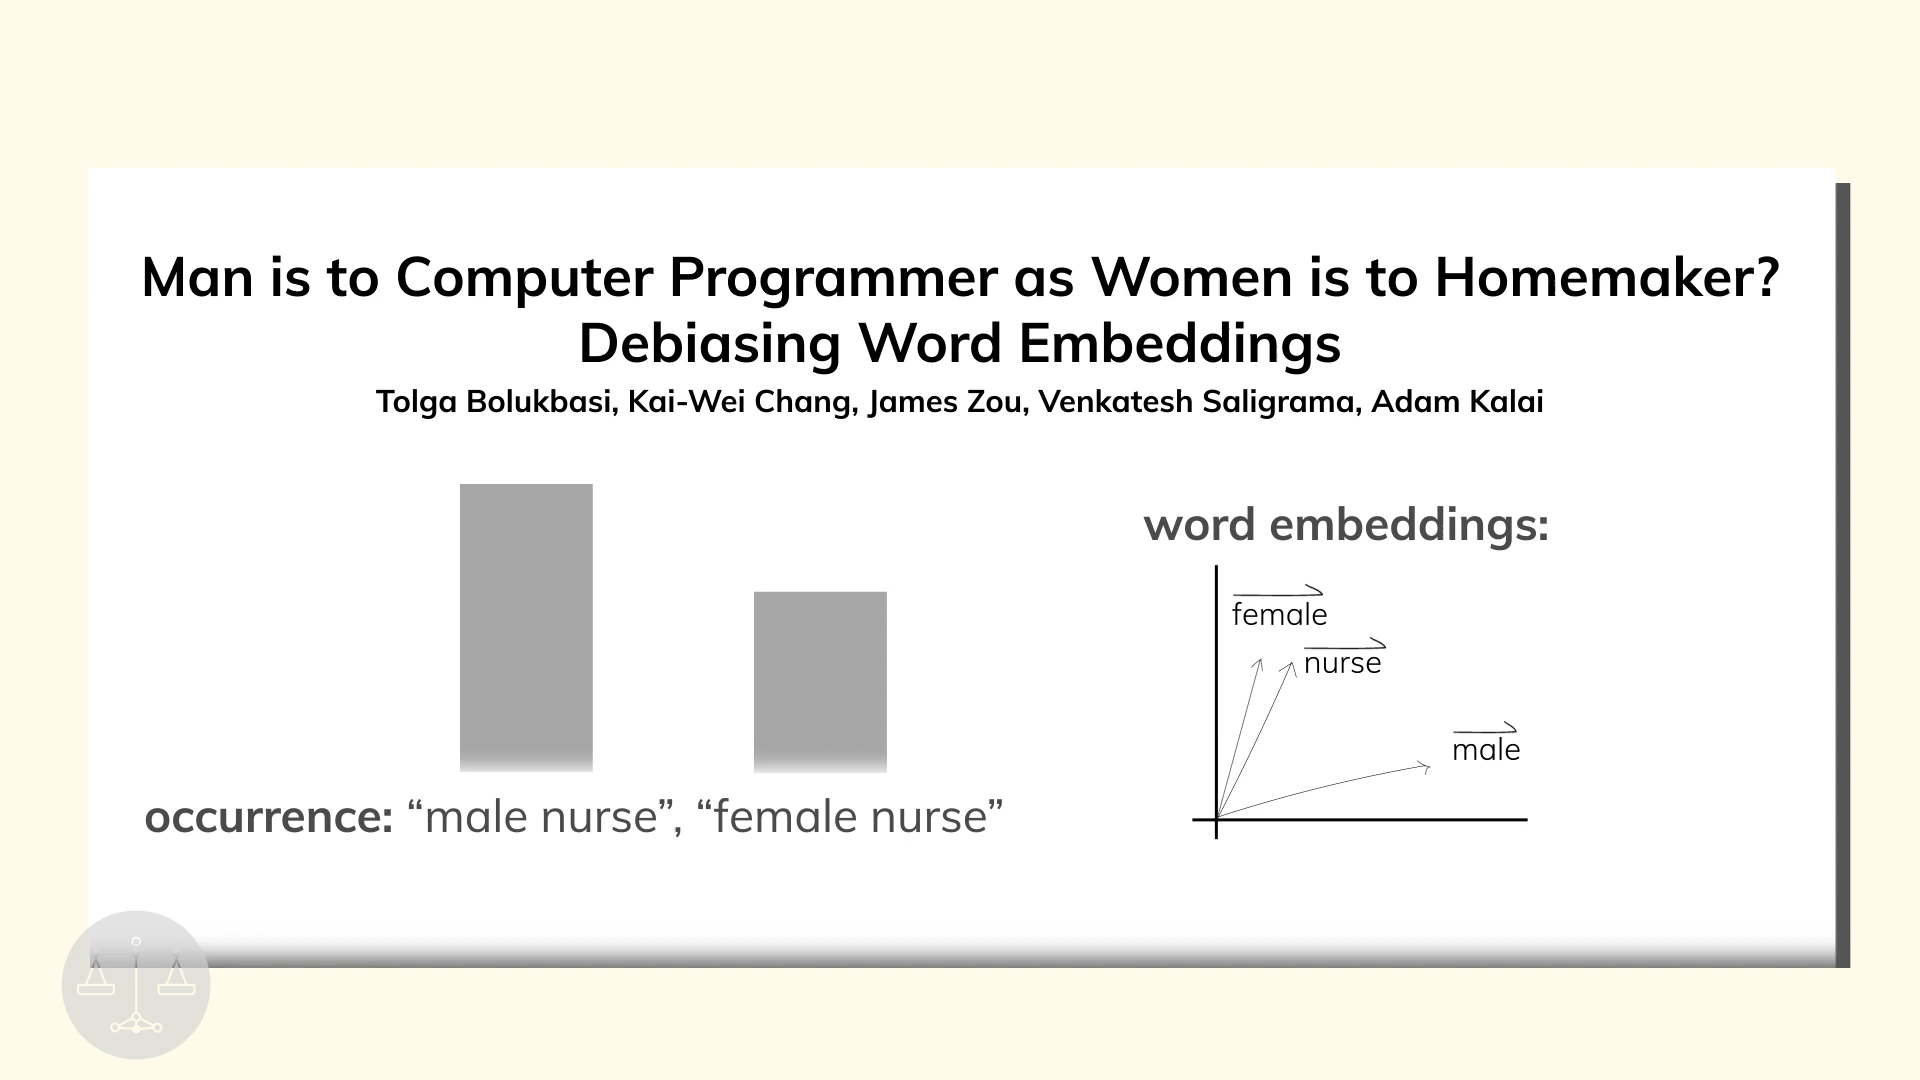 Man is to Computer Programmer as Women is to Homemaker?
Debiasing Word Embeddings
Tolga Bolukbasi, Kai-Wei Chang, James Zou, Venkatesh Saligrama, Adam Kalai
occurrence: “male nurse”, “female nurse”
word embeddings:
female
nurse
male